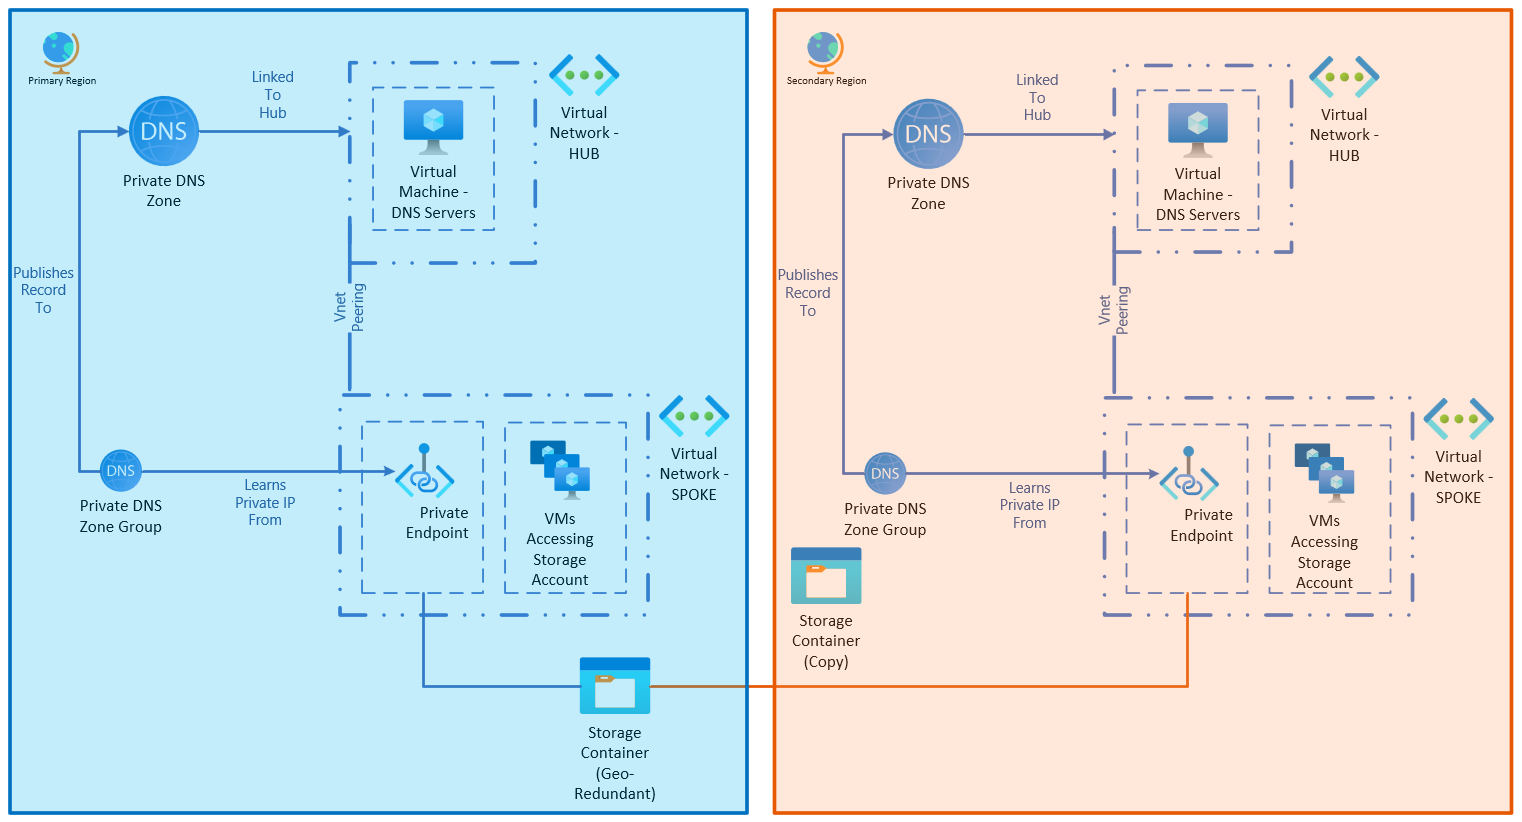 Primary Region
DNS
Private DNS
Zone
Linked
To
Hub
Virtual
Machine -
DNS Servers
Virtual
Network -
HUB
Publishes
Record
To
Vnet
Peering
DNS
Private DNS
Zone Group
Learns
Private IP
From
Private
Endpoint
VMs
Accessing
Storage
Account
Virtual
Network -
SPOKE
Storage
Container
(Geo-
Redundant)
Secondary Region
DNS
Private DNS
Zone
Linked
To
Hub
Virtual
Machine -
DNS Servers
Virtual
Network -
HUB
Publishes
Record
To
Vnet
Peering
DNS
Private DNS
Zone Group
Learns
Private IP
From
Private
Endpoint
VMs
Accessing
Storage
Account
Virtual
Network -
SPOKE
Storage
Container
(Copy)